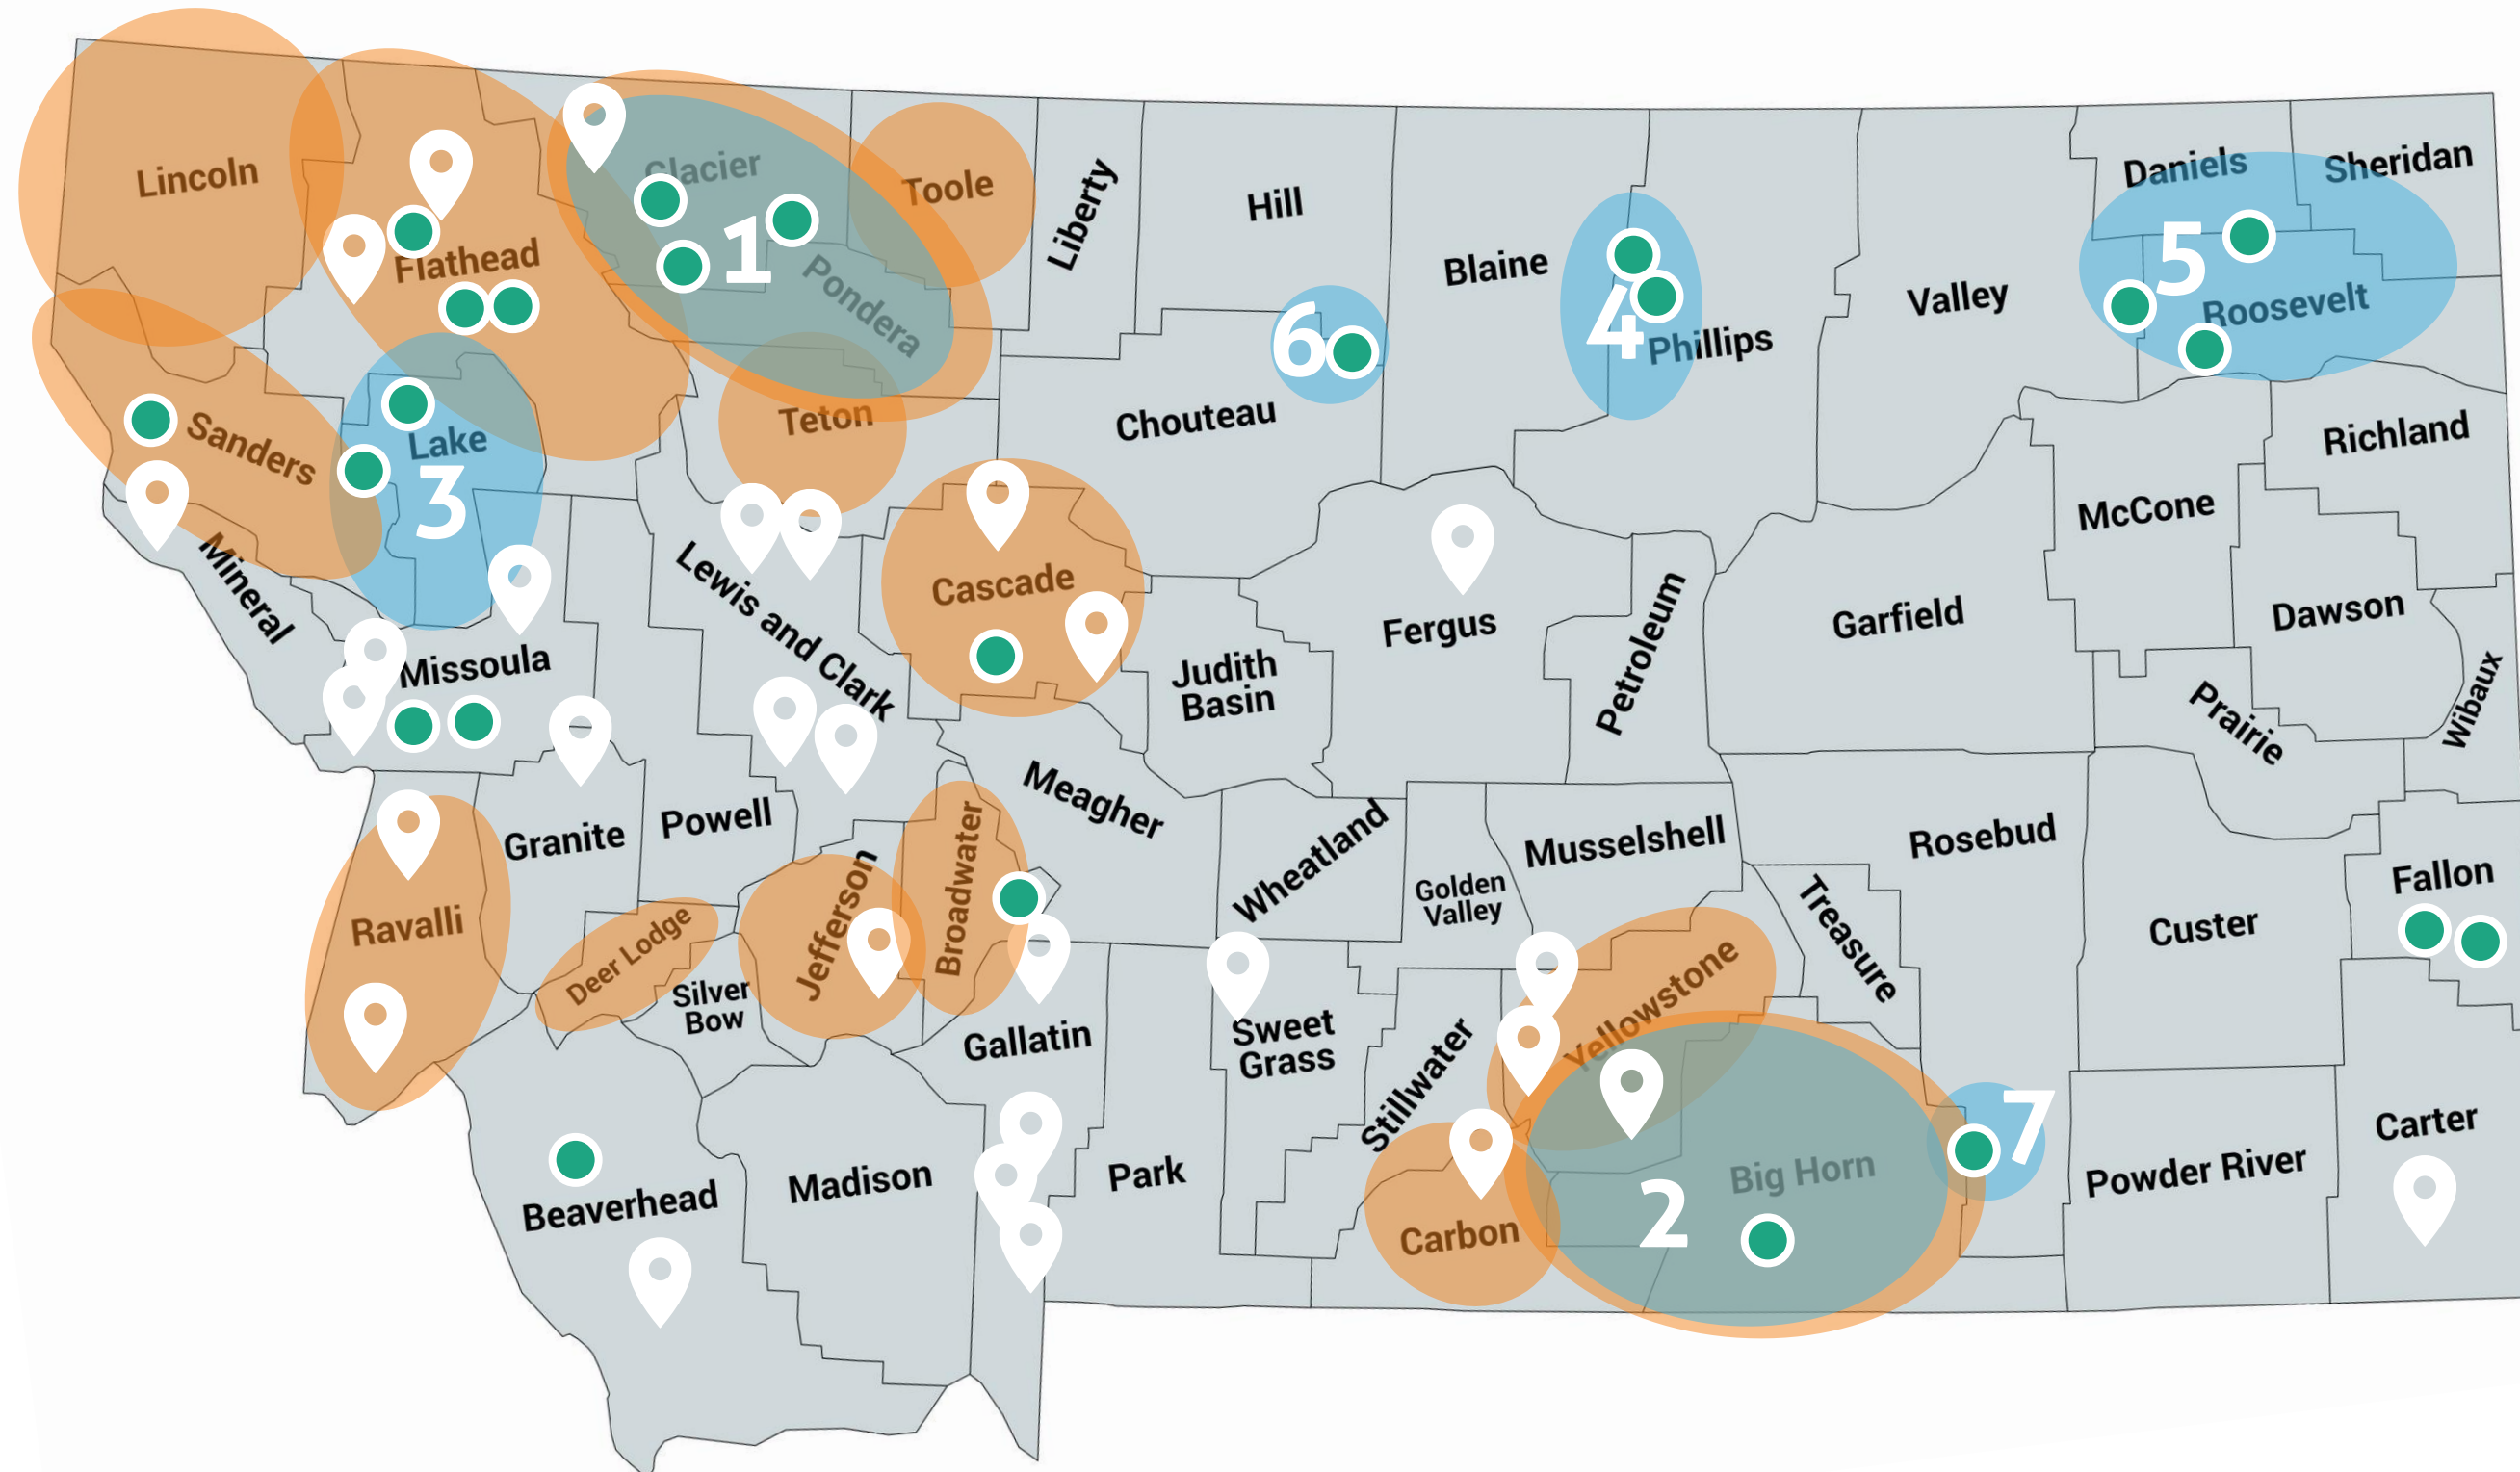 Lincoln
Glacier
Toole
Liberty
Hill
Blaine
Phillips
Valley
Daniels
Sheridan
Roosevelt
Flathead
1
Pondera
6
4
5
Sanders
Lake
3
Teton
Chouteau
Richland
McCone
Mineral
Missoula
Lewis and Clark
Cascade
Judith
Basin
Fergus
Petroleum
Garfield
Dawson
Prairie
Wibaux
Meagher
Ravalli
Granite
Powell
Deer Lodge
Silver
Bow
Jefferson
Broadwater
Wheatland
Golden
Valley
Musselshell
Treasure
Rosebud
Custer
Fallon
Gallatin
Sweet
Grass
Stillwater
Yellowstone
Beaverhead
Madison
Park
Carbon
2
Big Horn
7
Powder River
Carter